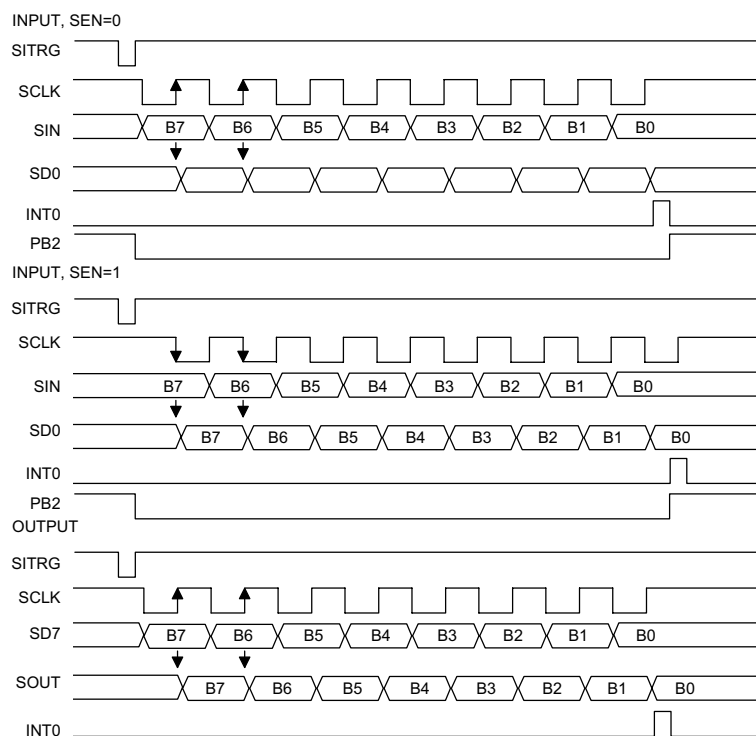 INPUT, SEN=0
SITRG
SCLK
SIN B7 B6 B5 B4 B3 B2 B1 B0
SD0
INT0
PB2
INPUT, SEN=1
SITRG
SCLK
SIN B7 B6 B5 B4 B3 B2 B1 B0
SD0 B7 B6 B5 B4 B3 B2 B1 B0
INT0
PB2
OUTPUT
SITRG
SCLK
SD7 B7 B6 B5 B4 B3 B2 B1 B0
SOUT B7 B6 B5 B4 B3 B2 B1 B0
INT0